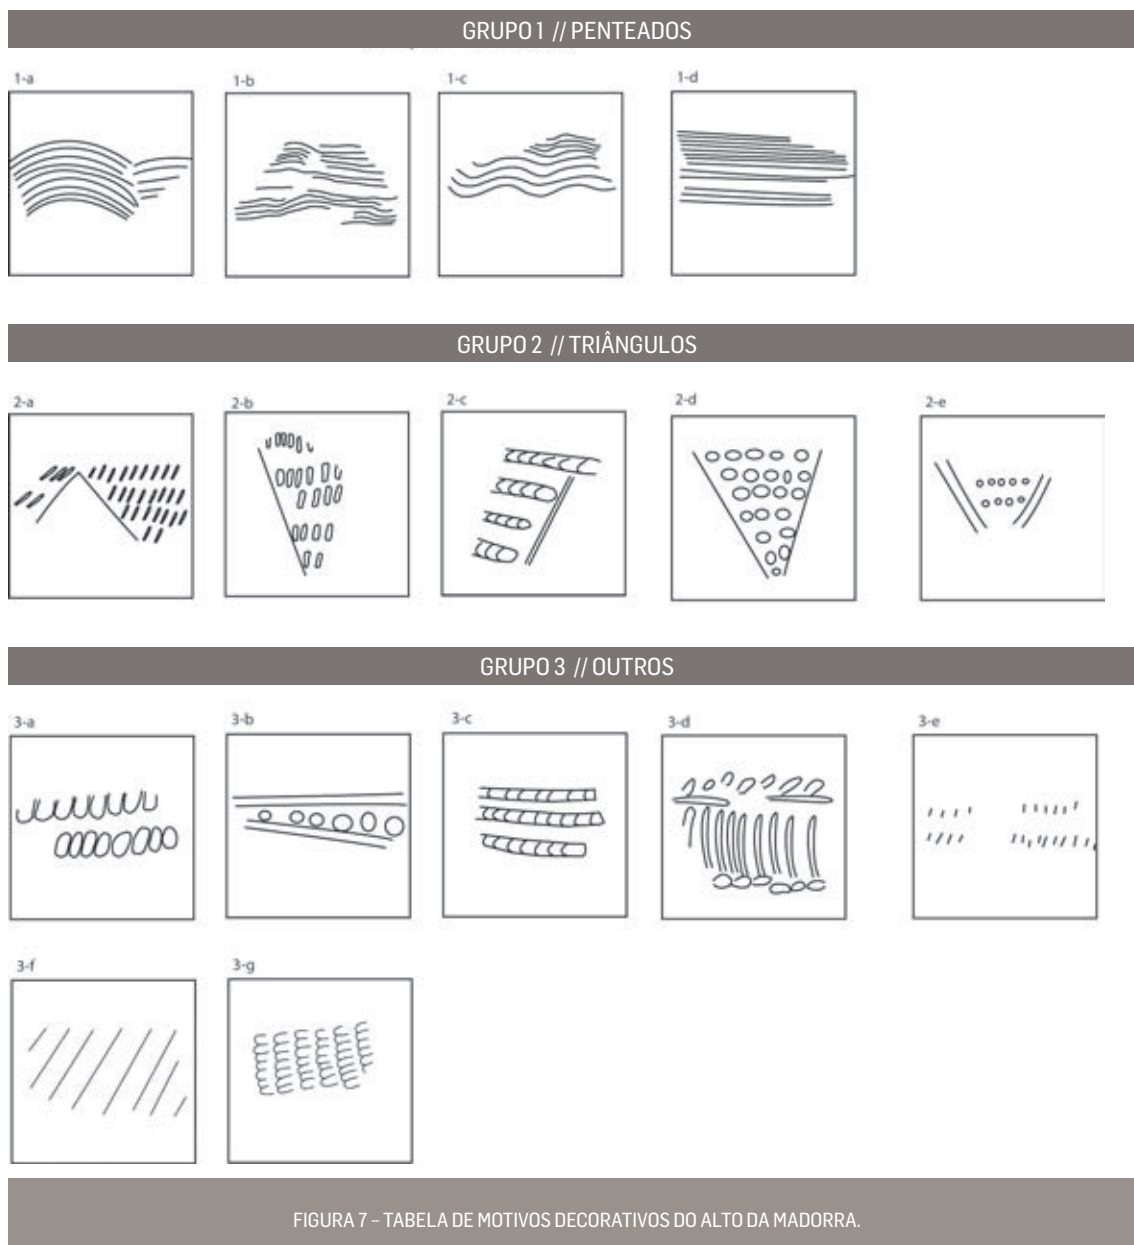 GRUPO 1 // PENTEADOS
1-a 1-b 1-c 1-d
GRUPO 2 // TRIÂNGULOS
2-a 2-b 2-c 2-d 2-e
GRUPO 3 // OUTROS
3-a 3-b 3-c 3-d 3-e
3-f 3-g
FIGURA 7 – TABELA DE MOTIVOS DECORATIVOS DO ALTO DA MADORRA.